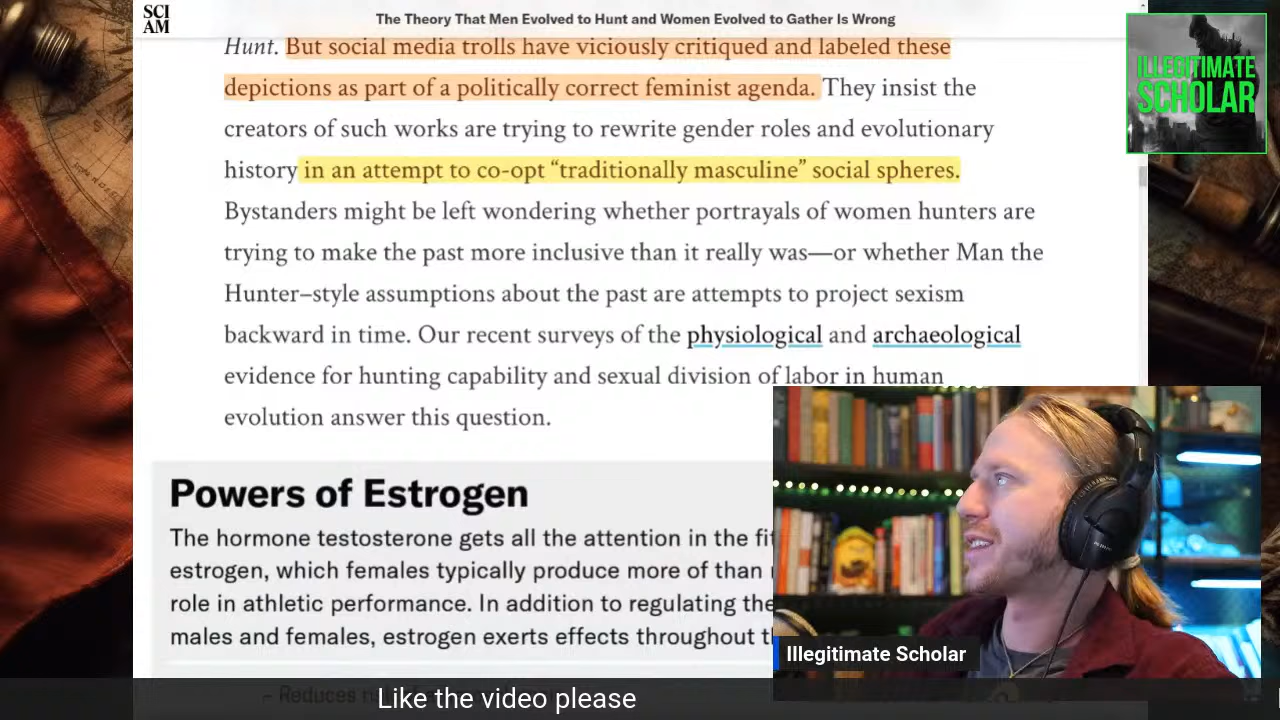 SCI
AM
The Theory That Men Evolved to Hunt and Women Evolved to Gather Is Wrong
ILLEGITIMATE
SCHOLAR
Hunt. But social media trolls have viciously critiqued and labeled these
depictions as part of a politically correct feminist agenda. They insist the
creators of such works are trying to rewrite gender roles and evolutionary
history in an attempt to co-opt “traditionally masculine” social spheres.
Bystanders might be left wondering whether portrayals of women hunters are
trying to make the past more inclusive than it really was—or whether Man the
Hunter–style assumptions about the past are attempts to project sexism
backward in time. Our recent surveys of the physiological and archaeological
evidence for hunting capability and sexual division of labor in human
evolution answer this question.
Powers of Estrogen
The hormone testosterone gets all the attention in the
estrogen, which females typically produce more of than
role in athletic performance. In addition to regulating the
males and females, estrogen exerts effects throughout
Illegitimate Scholar
– Reduces
Like the video please